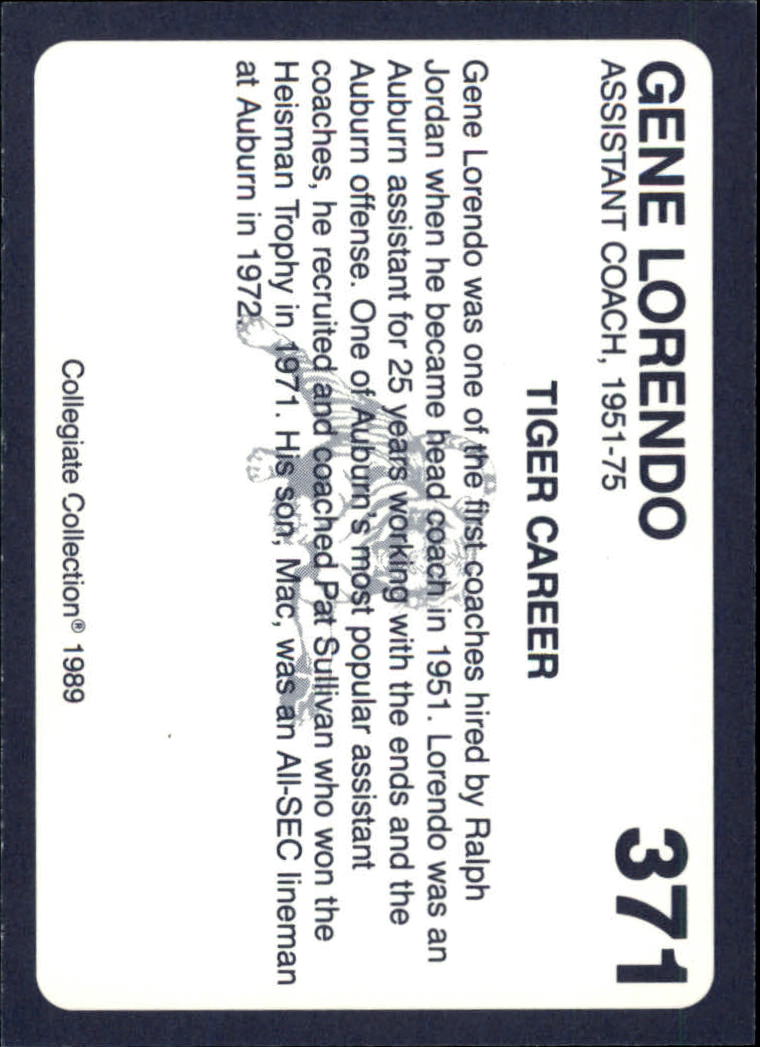 GENE LORENDO
371
ASSISTANT COACH, 1951-75
TIGER CAREER
Gene Lorendo was one of the first coaches hired by Ralph
Jordan when he became head coach in 1951. Lorendo was an
Auburn assistant for 25 years working with the ends and the
Auburn offense. One of Auburn's most popular assistant
coaches, he recruited and coached Pat Sullivan who won the
Heisman Trophy in 1971. His son, Mac, was an All-SEC lineman
at Auburn in 1972.
Collegiate Collection® 1989